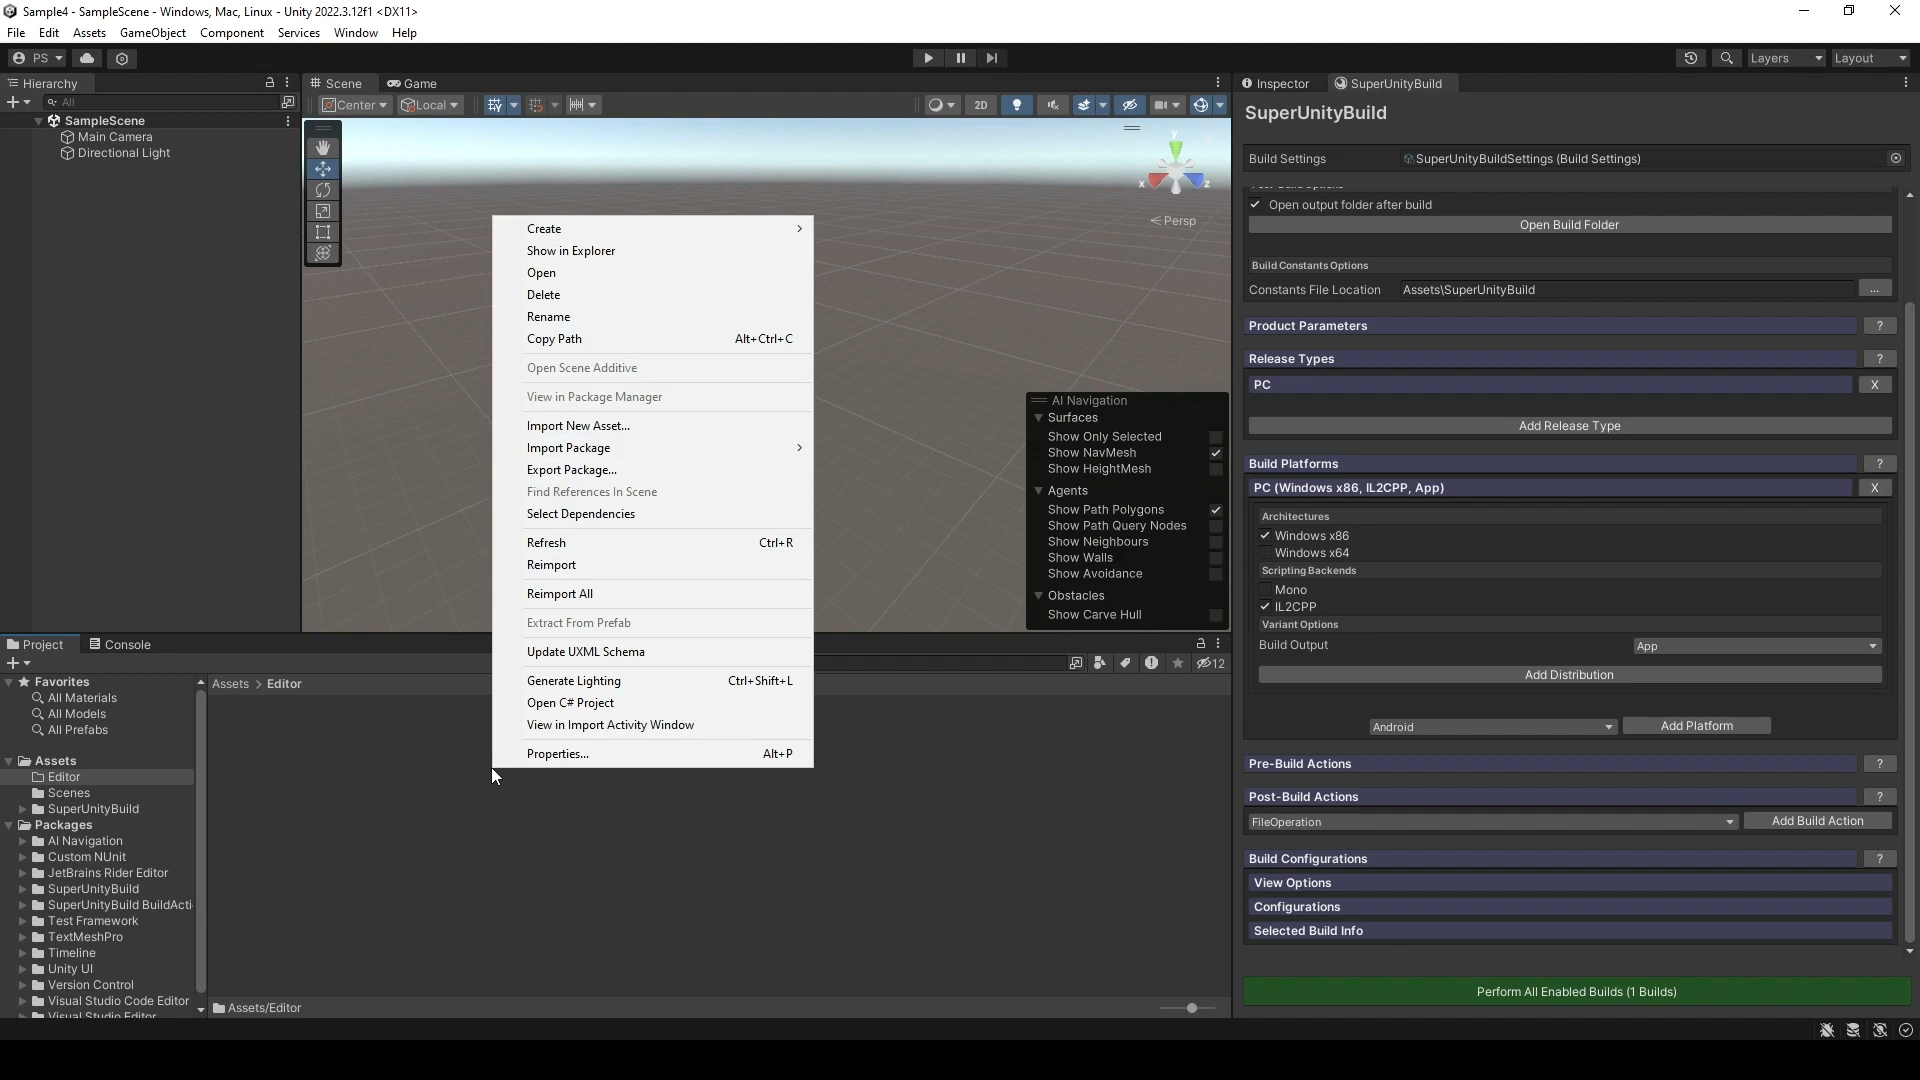 Sample4 - SampleScene - Windows, Mac, Linux - Unity 2022.3.12f1 <DX11>
File Edit Assets GameObject Component Services Window Help
PS
Layers
Layout
Hierarchy
All
SampleScene
Main Camera
Directional Light
Scene
Game
Center
Local
2D
y
x
z
Persp
AI Navigation
Surfaces
Show Only Selected
Show NavMesh
Show HeightMesh
Agents
Show Path Polygons
Show Path Query Nodes
Show Neighbours
Show Walls
Show Avoidance
Obstacles
Show Carve Hull
Create
Show in Explorer
Open
Delete
Rename
Copy Path Alt+Ctrl+C
Open Scene Additive
View in Package Manager
Import New Asset...
Import Package
Export Package...
Find References In Scene
Select Dependencies
Refresh Ctrl+R
Reimport
Reimport All
Extract From Prefab
Update UXML Schema
Generate Lighting Ctrl+Shift+L
Open C# Project
View in Import Activity Window
Properties... Alt+P
Project
Console
12
Favorites
All Materials
All Models
All Prefabs
Assets
Editor
Scenes
SuperUnityBuild
Packages
AI Navigation
Custom NUnit
JetBrains Rider Editor
SuperUnityBuild
SuperUnityBuild BuildActi
Test Framework
TextMeshPro
Timeline
Unity UI
Version Control
Visual Studio Code Editor
Visual Studio Editor
Assets > Editor
Assets/Editor
Inspector
SuperUnityBuild
SuperUnityBuild
Build Settings SuperUnityBuildSettings (Build Settings)
Open output folder after build
Open Build Folder
Build Constants Options
Constants File Location Assets\SuperUnityBuild ...
Product Parameters ?
Release Types ?
PC X
Add Release Type
Build Platforms ?
PC (Windows x86, IL2CPP, App) X
Architectures
Windows x86
Windows x64
Scripting Backends
Mono
IL2CPP
Variant Options
Build Output App
Add Distribution
Android Add Platform
Pre-Build Actions ?
Post-Build Actions ?
FileOperation Add Build Action
Build Configurations ?
View Options
Configurations
Selected Build Info
Perform All Enabled Builds (1 Builds)